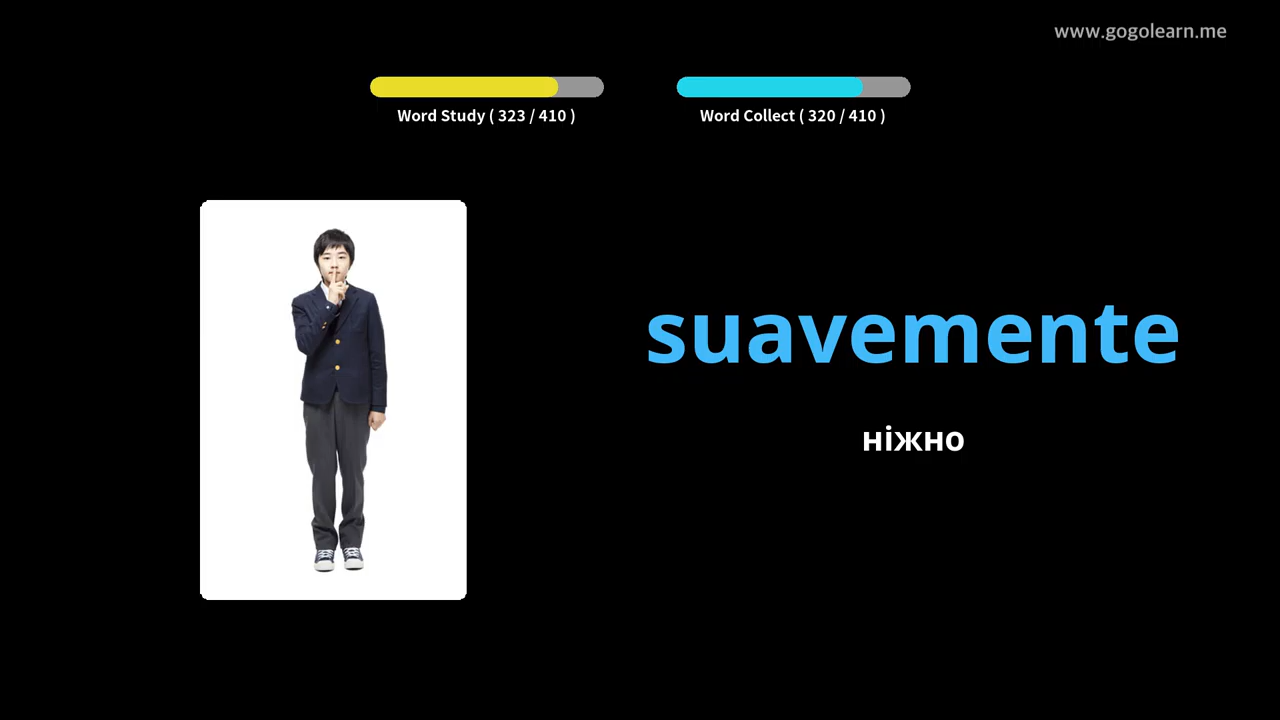 www.gogolearn.me
Word Study ( 323 / 410 )
Word Collect ( 320 / 410 )
suavemente
ніжно